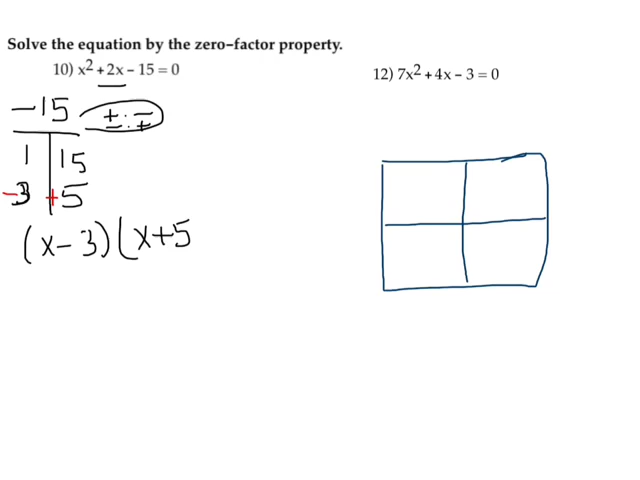 Solve the equation by the zero-factor property.
10) x² + 2x − 15 = 0
12) 7x² + 4x − 3 = 0
−15 ± ∓
1 15
−3 +5
(x−3)(x+5